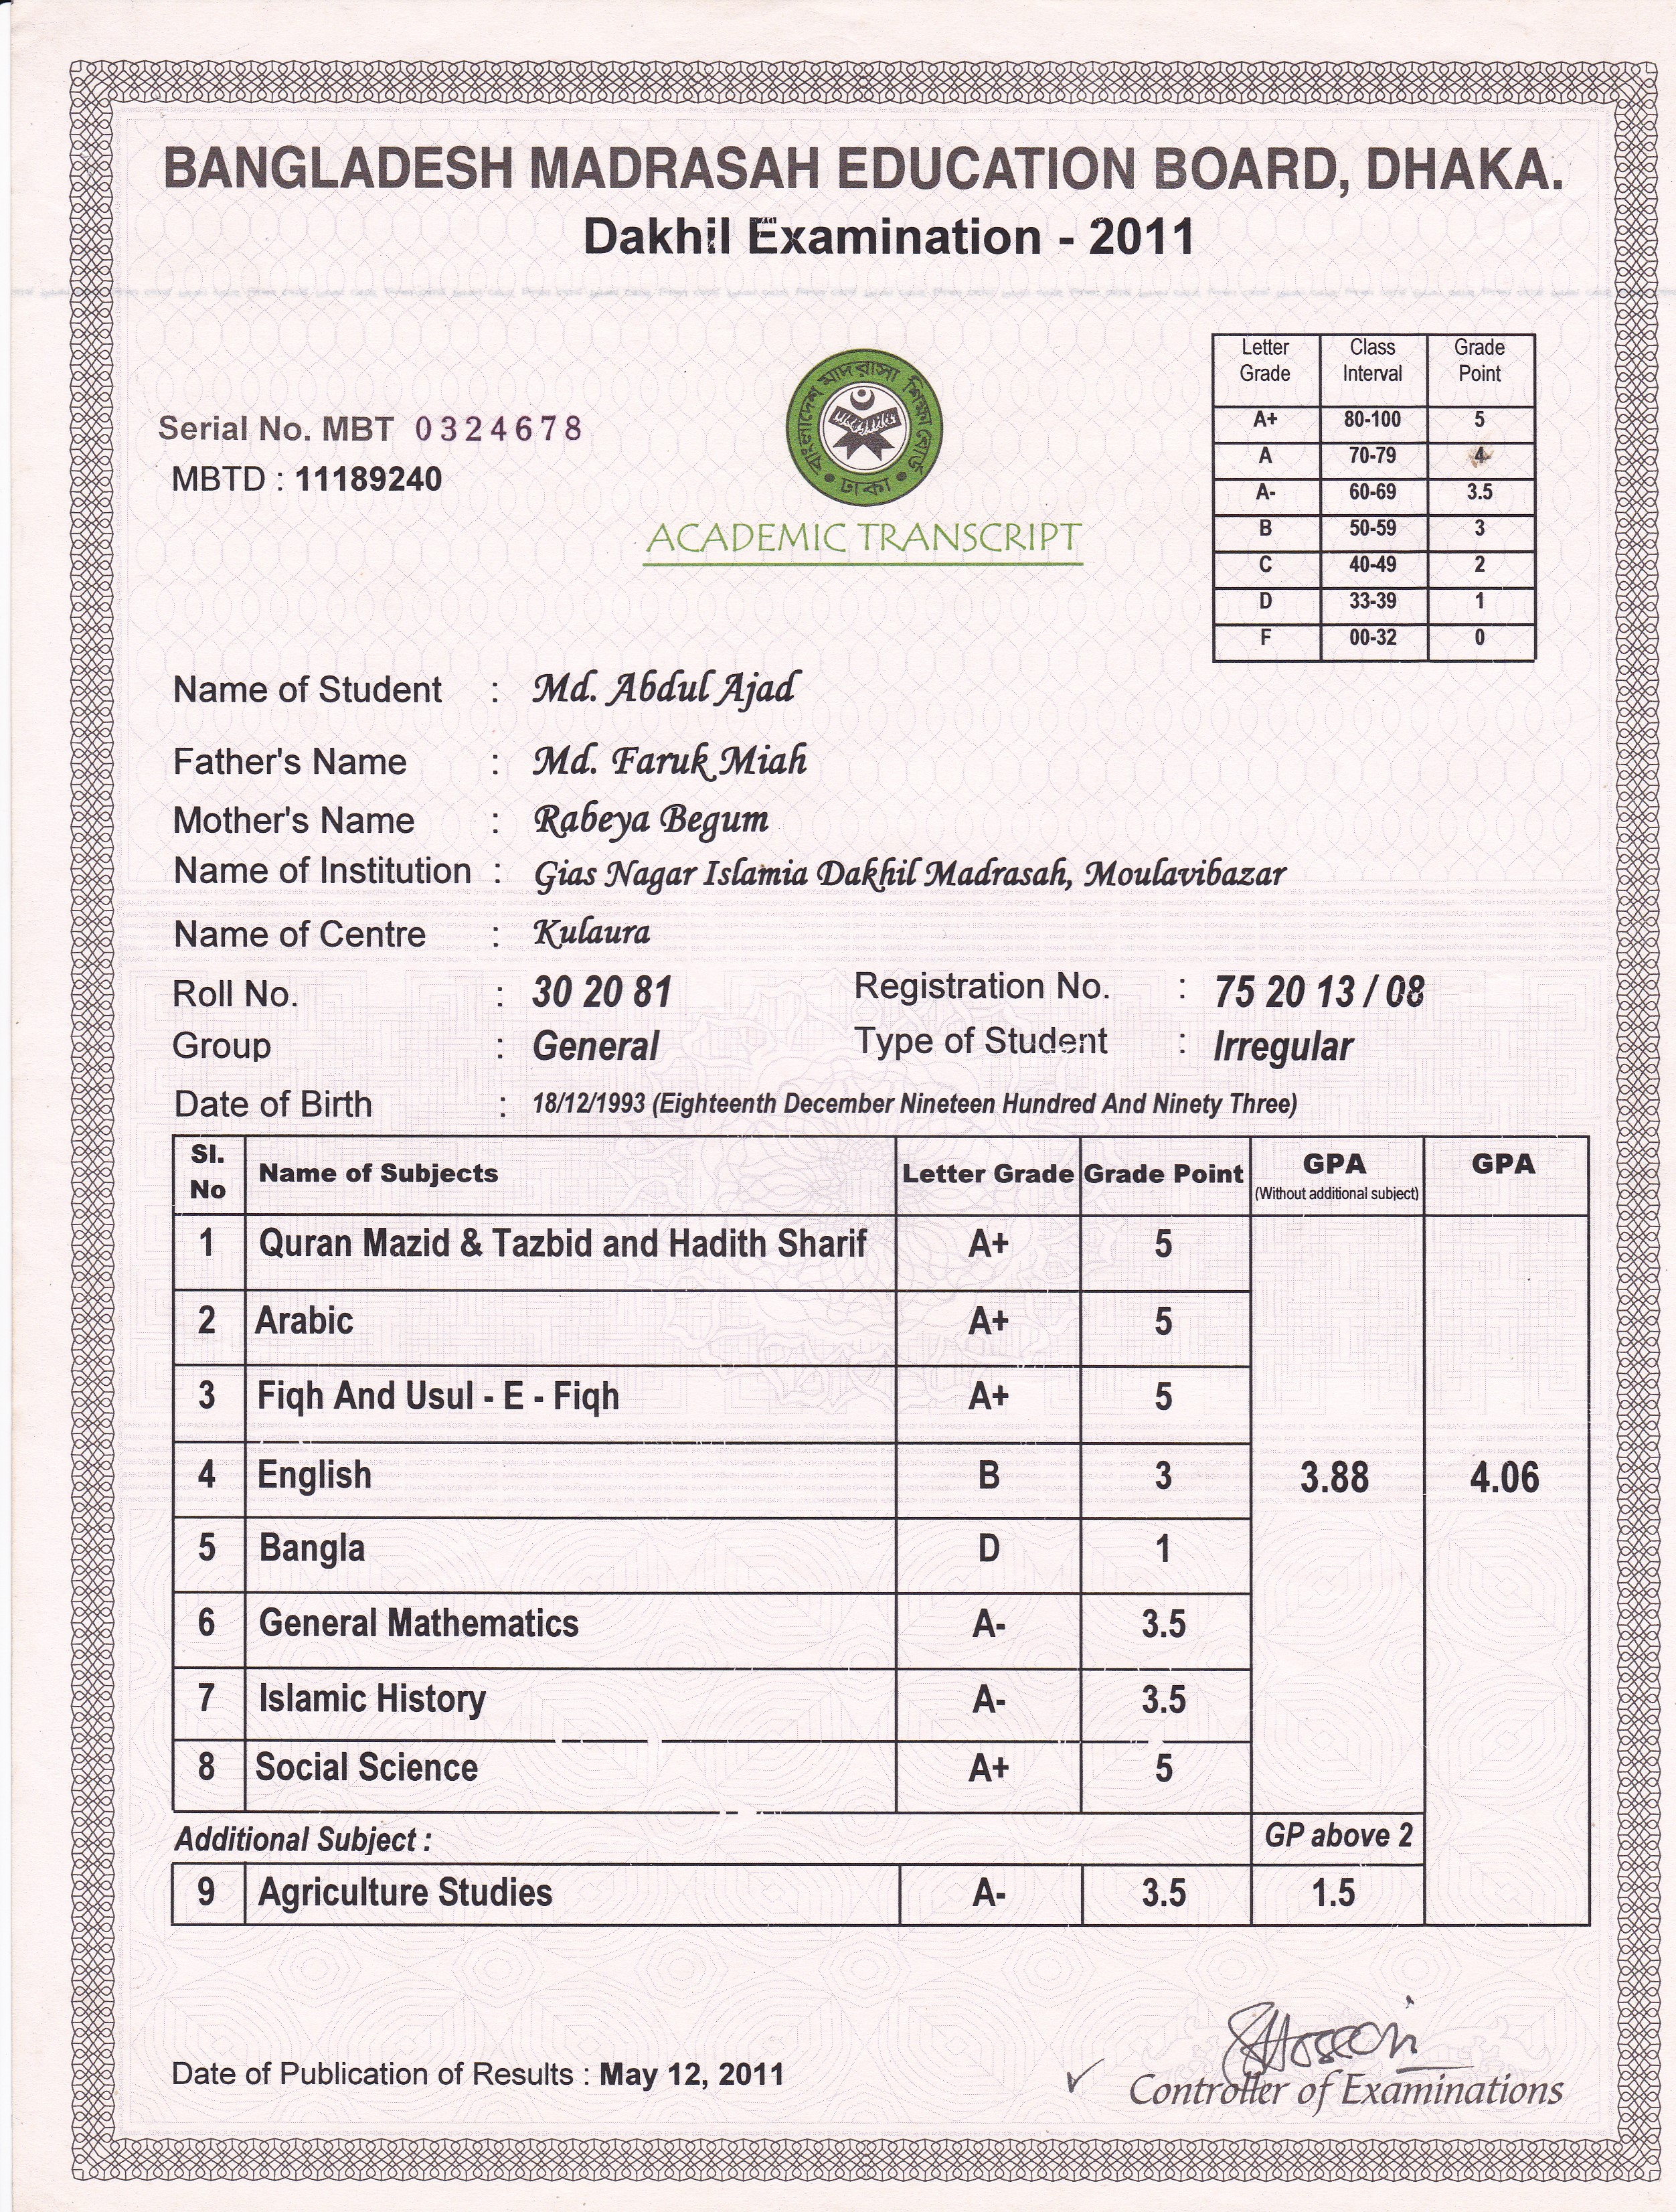 BANGLADESH MADRASAH EDUCATION BOARD, DHAKA.
Dakhil Examination - 2011
Serial No. MBT 0324678
MBTD : 11189240
বাংলাদেশ মাদরাসা শিক্ষা বোর্ড
ঢাকা
ACADEMIC TRANSCRIPT
Letter Grade Class Interval Grade Point
A+ 80-100 5
A 70-79 4
A- 60-69 3.5
B 50-59 3
C 40-49 2
D 33-39 1
F 00-32 0
Name of Student : Md. Abdul Ajad
Father's Name : Md. Faruk Miah
Mother's Name : Rabeya Begum
Name of Institution : Gias Nagar Islamia Dakhil Madrasah, Moulavibazar
Name of Centre : Kulaura
Roll No. : 30 20 81 Registration No. : 75 20 13 / 08
Group : General Type of Student : Irregular
Date of Birth : 18/12/1993 (Eighteenth December Nineteen Hundred And Ninety Three)
Sl. No Name of Subjects Letter Grade Grade Point GPA (Without additional subject) GPA
1 Quran Mazid & Tazbid and Hadith Sharif A+ 5
2 Arabic A+ 5
3 Fiqh And Usul - E - Fiqh A+ 5
4 English B 3 3.88 4.06
5 Bangla D 1
6 General Mathematics A- 3.5
7 Islamic History A- 3.5
8 Social Science A+ 5
Additional Subject : GP above 2
9 Agriculture Studies A- 3.5 1.5
Date of Publication of Results : May 12, 2011
Controller of Examinations